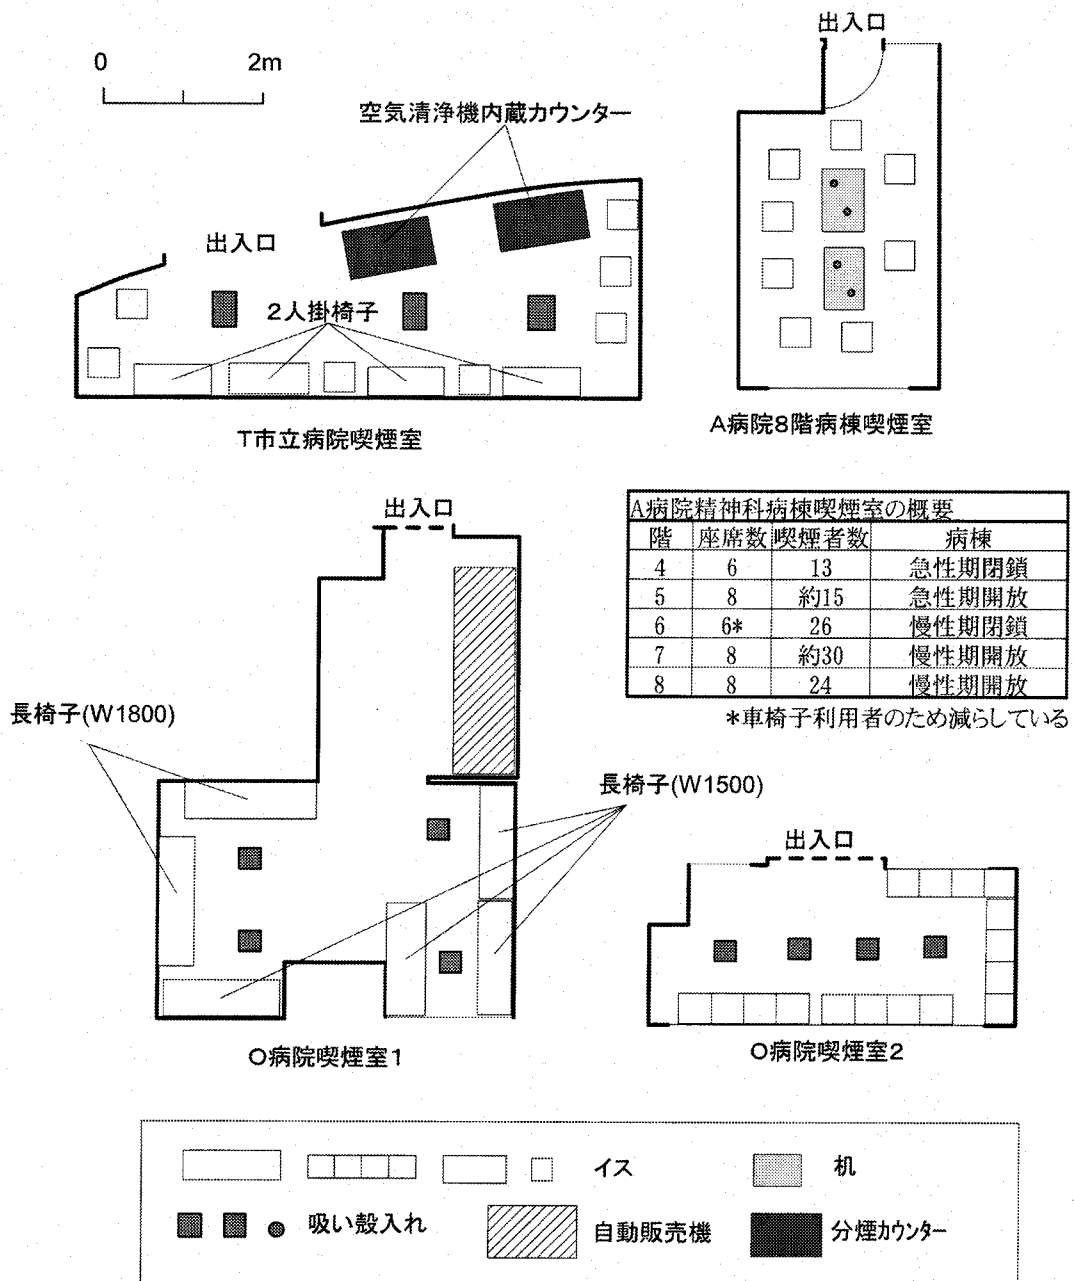 出入口
0 2m
空気清浄機内蔵カウンター
出入口
2人掛椅子
T市立病院喫煙室
A病院8階病棟喫煙室
出入口
A病院精神科病棟喫煙室の概要
階 座席数 喫煙者数 病棟
4 6 13 急性期閉鎖
5 8 約15 急性期開放
6 6* 26 慢性期閉鎖
7 8 約30 慢性期開放
8 8 24 慢性期開放
*車椅子利用者のため減らしている
長椅子(W1800)
長椅子(W1500)
出入口
O病院喫煙室1
O病院喫煙室2
イス
机
吸い殻入れ
自動販売機
分煙カウンター